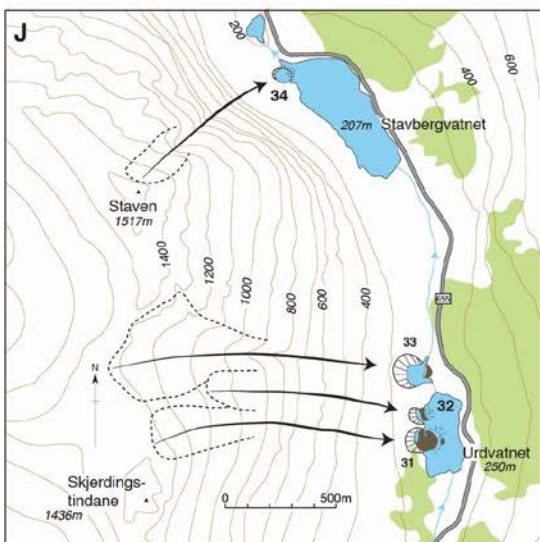 J
200
400
600
34
207m
Stavbergvatnet
Staven
1517m
1400
1200
1000
800
600
400
655
33
N
32
31
Urdvatnet
250m
Skjerdings-
tindane
1436m
0
500m